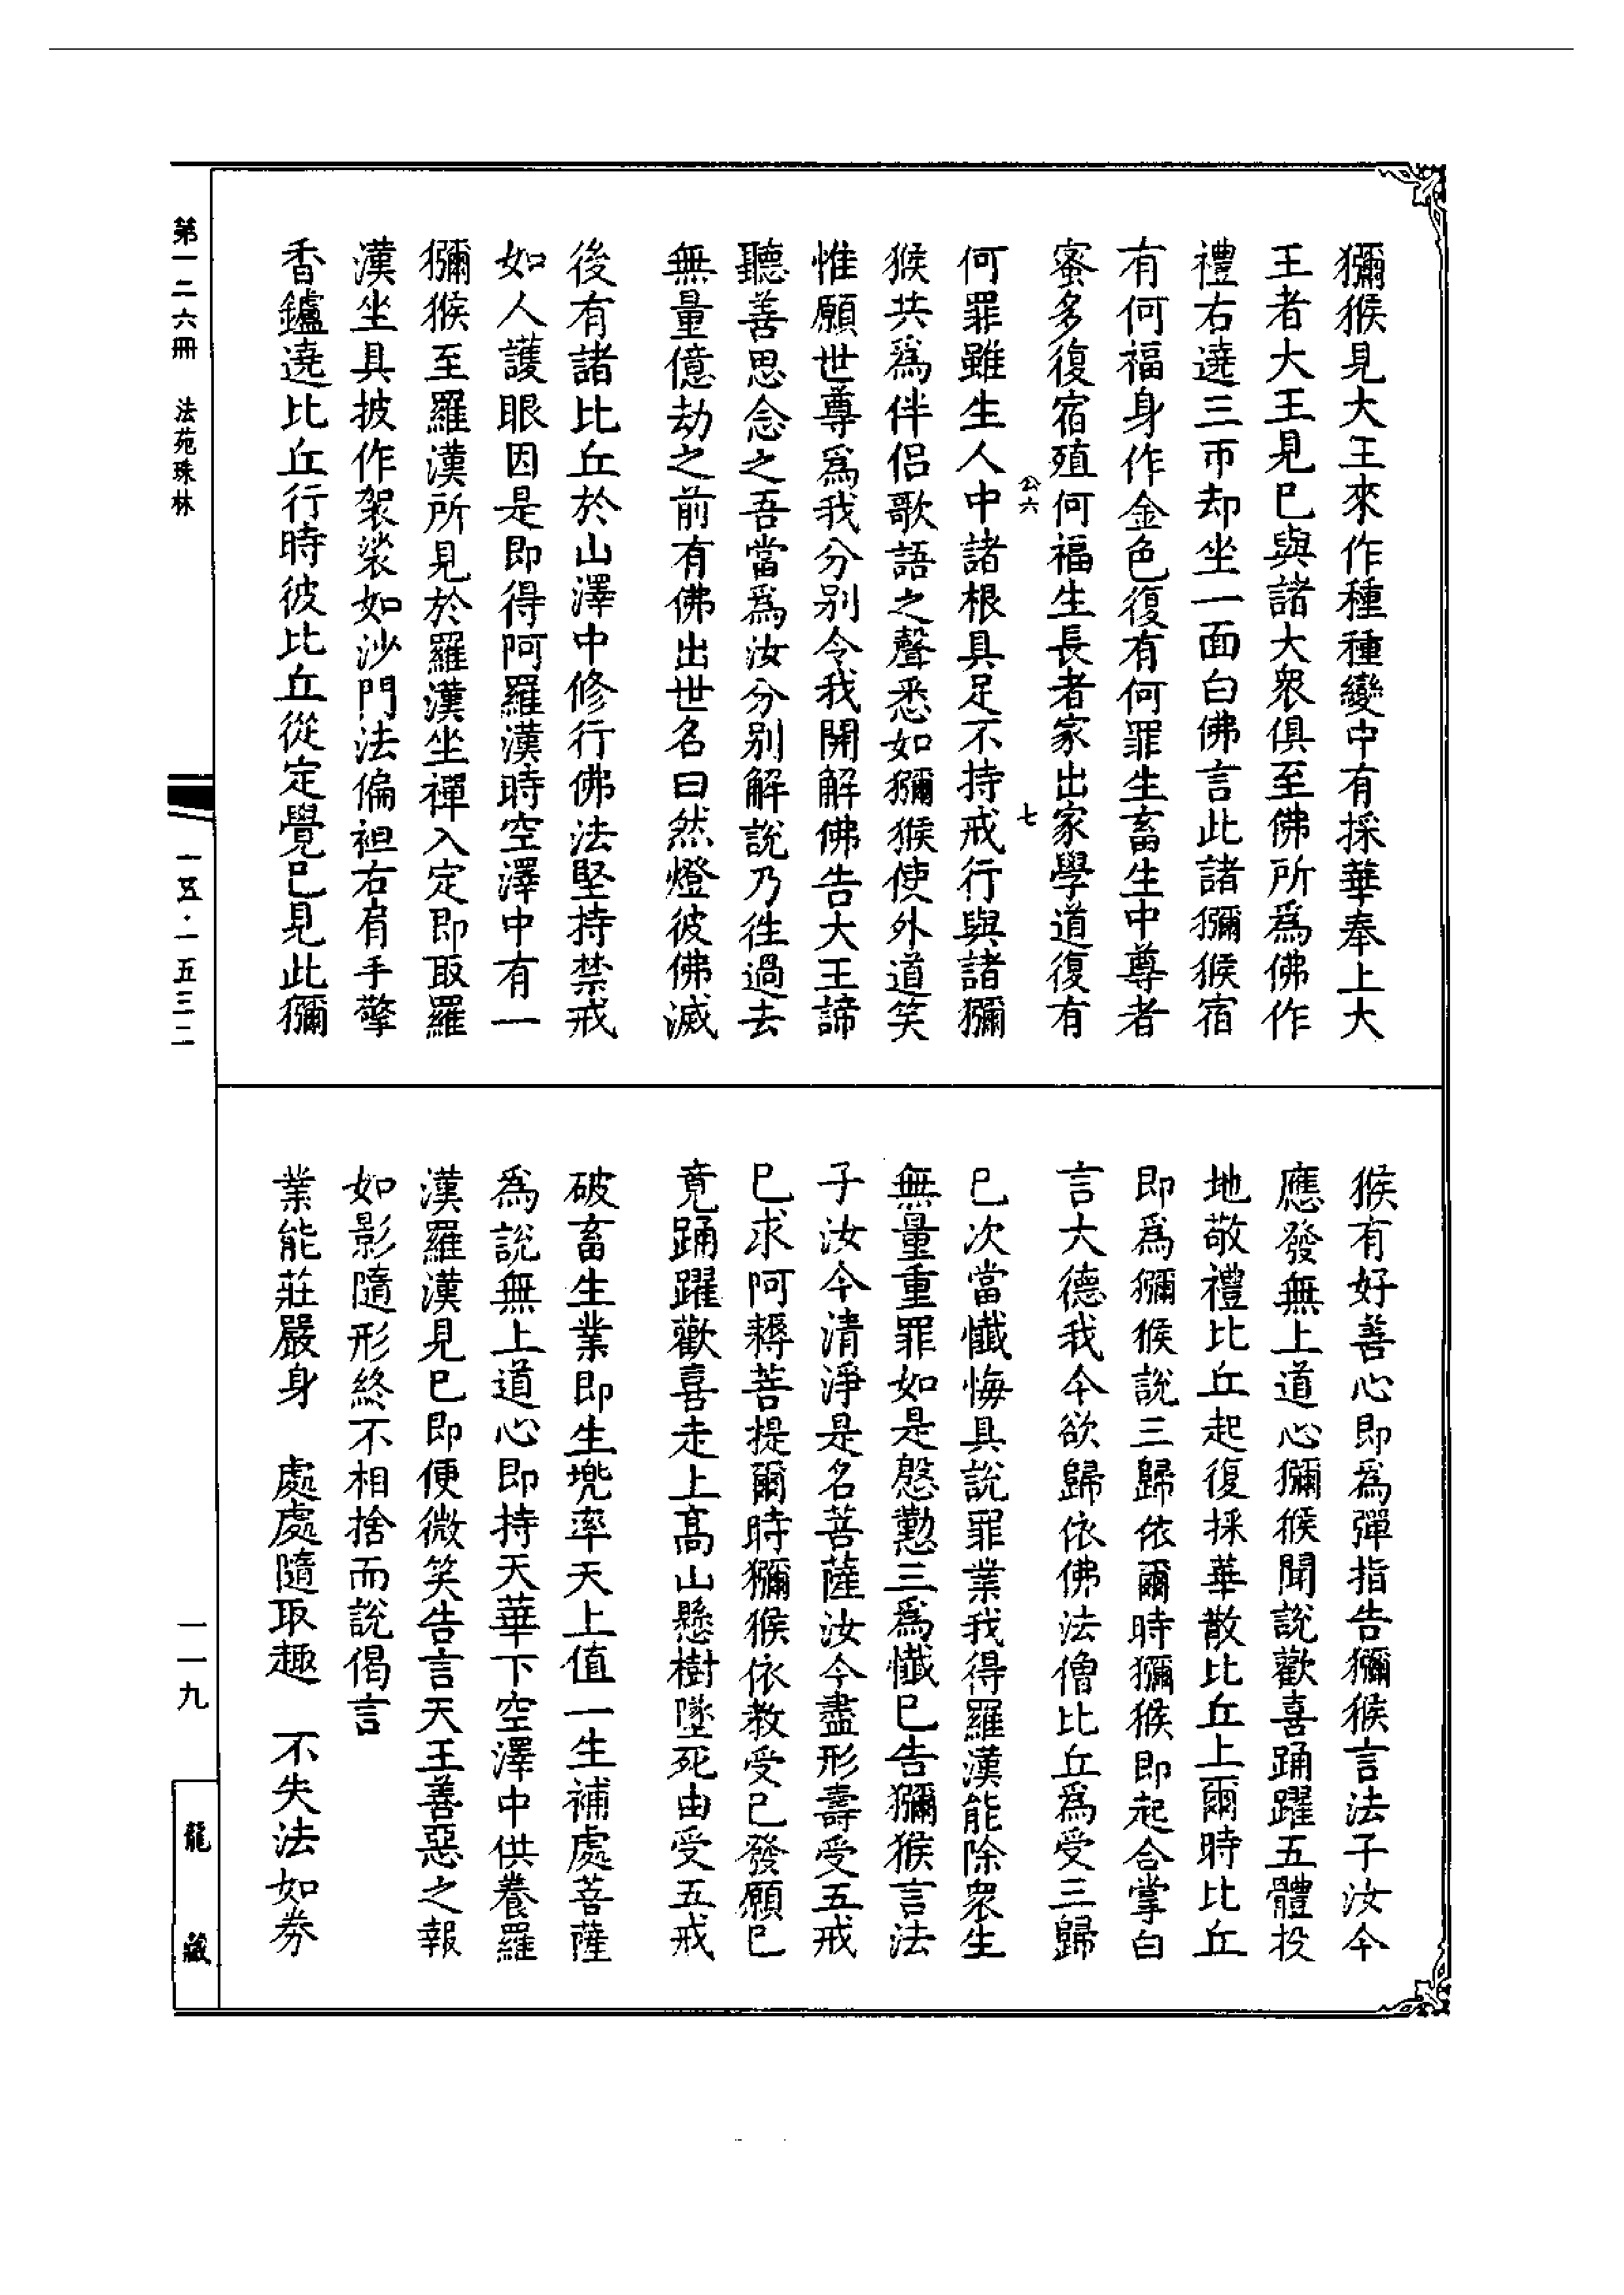 獼猴見大王來作種種變中有採華奉上大
王者大王見巳與諸大衆俱至佛所爲佛作
禮右遶三帀却坐一面白佛言此諸獼猴宿
有何福身作金色復有何罪生畜生中尊者
蜜多復宿殖何福生長者家出家學道復有
公六 七
何罪雖生人中諸根具足不持戒行與諸獼
猴共爲伴侶歌語之聲悉如獼猴使外道笑
惟願世尊爲我分別令我開解佛告大王諦
聽善思念之吾當爲汝分別解說乃徃過去
無量億劫之前有佛出世名曰然燈彼佛滅
後有諸比丘於山澤中修行佛法堅持禁戒
如人護眼因是即得阿羅漢時空澤中有一
獼猴至羅漢所見於羅漢坐禪入定即取羅
漢坐具披作袈裟如沙門法偏袒右肩手擎
香鑪遶比丘行時彼比丘從定覺巳見此獼
猴有好善心即爲彈指告獼猴言法子汝今
應發無上道心獼猴聞說歡喜踊躍五體投
地敬禮比丘起復採華散比丘上爾時比丘
即爲獼猴說三歸依爾時獼猴即起合掌白
言大德我今欲歸依佛法僧比丘爲受三歸
巳次當懺悔具說罪業我得羅漢能除衆生
無量重罪如是慇懃三爲懺巳告獼猴言法
子汝今清淨是名菩薩汝今盡形壽受五戒
巳求阿耨菩提爾時獼猴依教受巳發願巳
竟踊躍歡喜走上高山懸樹墜死由受五戒
破畜生業即生兠率天上值一生補處菩薩
爲說無上道心即持天華下空澤中供養羅
漢羅漢見巳即便微笑告言天王善惡之報
如影隨形終不相捨而說偈言
業能莊嚴身　處處隨取趣　不失法如券
第一二六冊　法苑珠林
一五·一五三二
一一九
龍藏